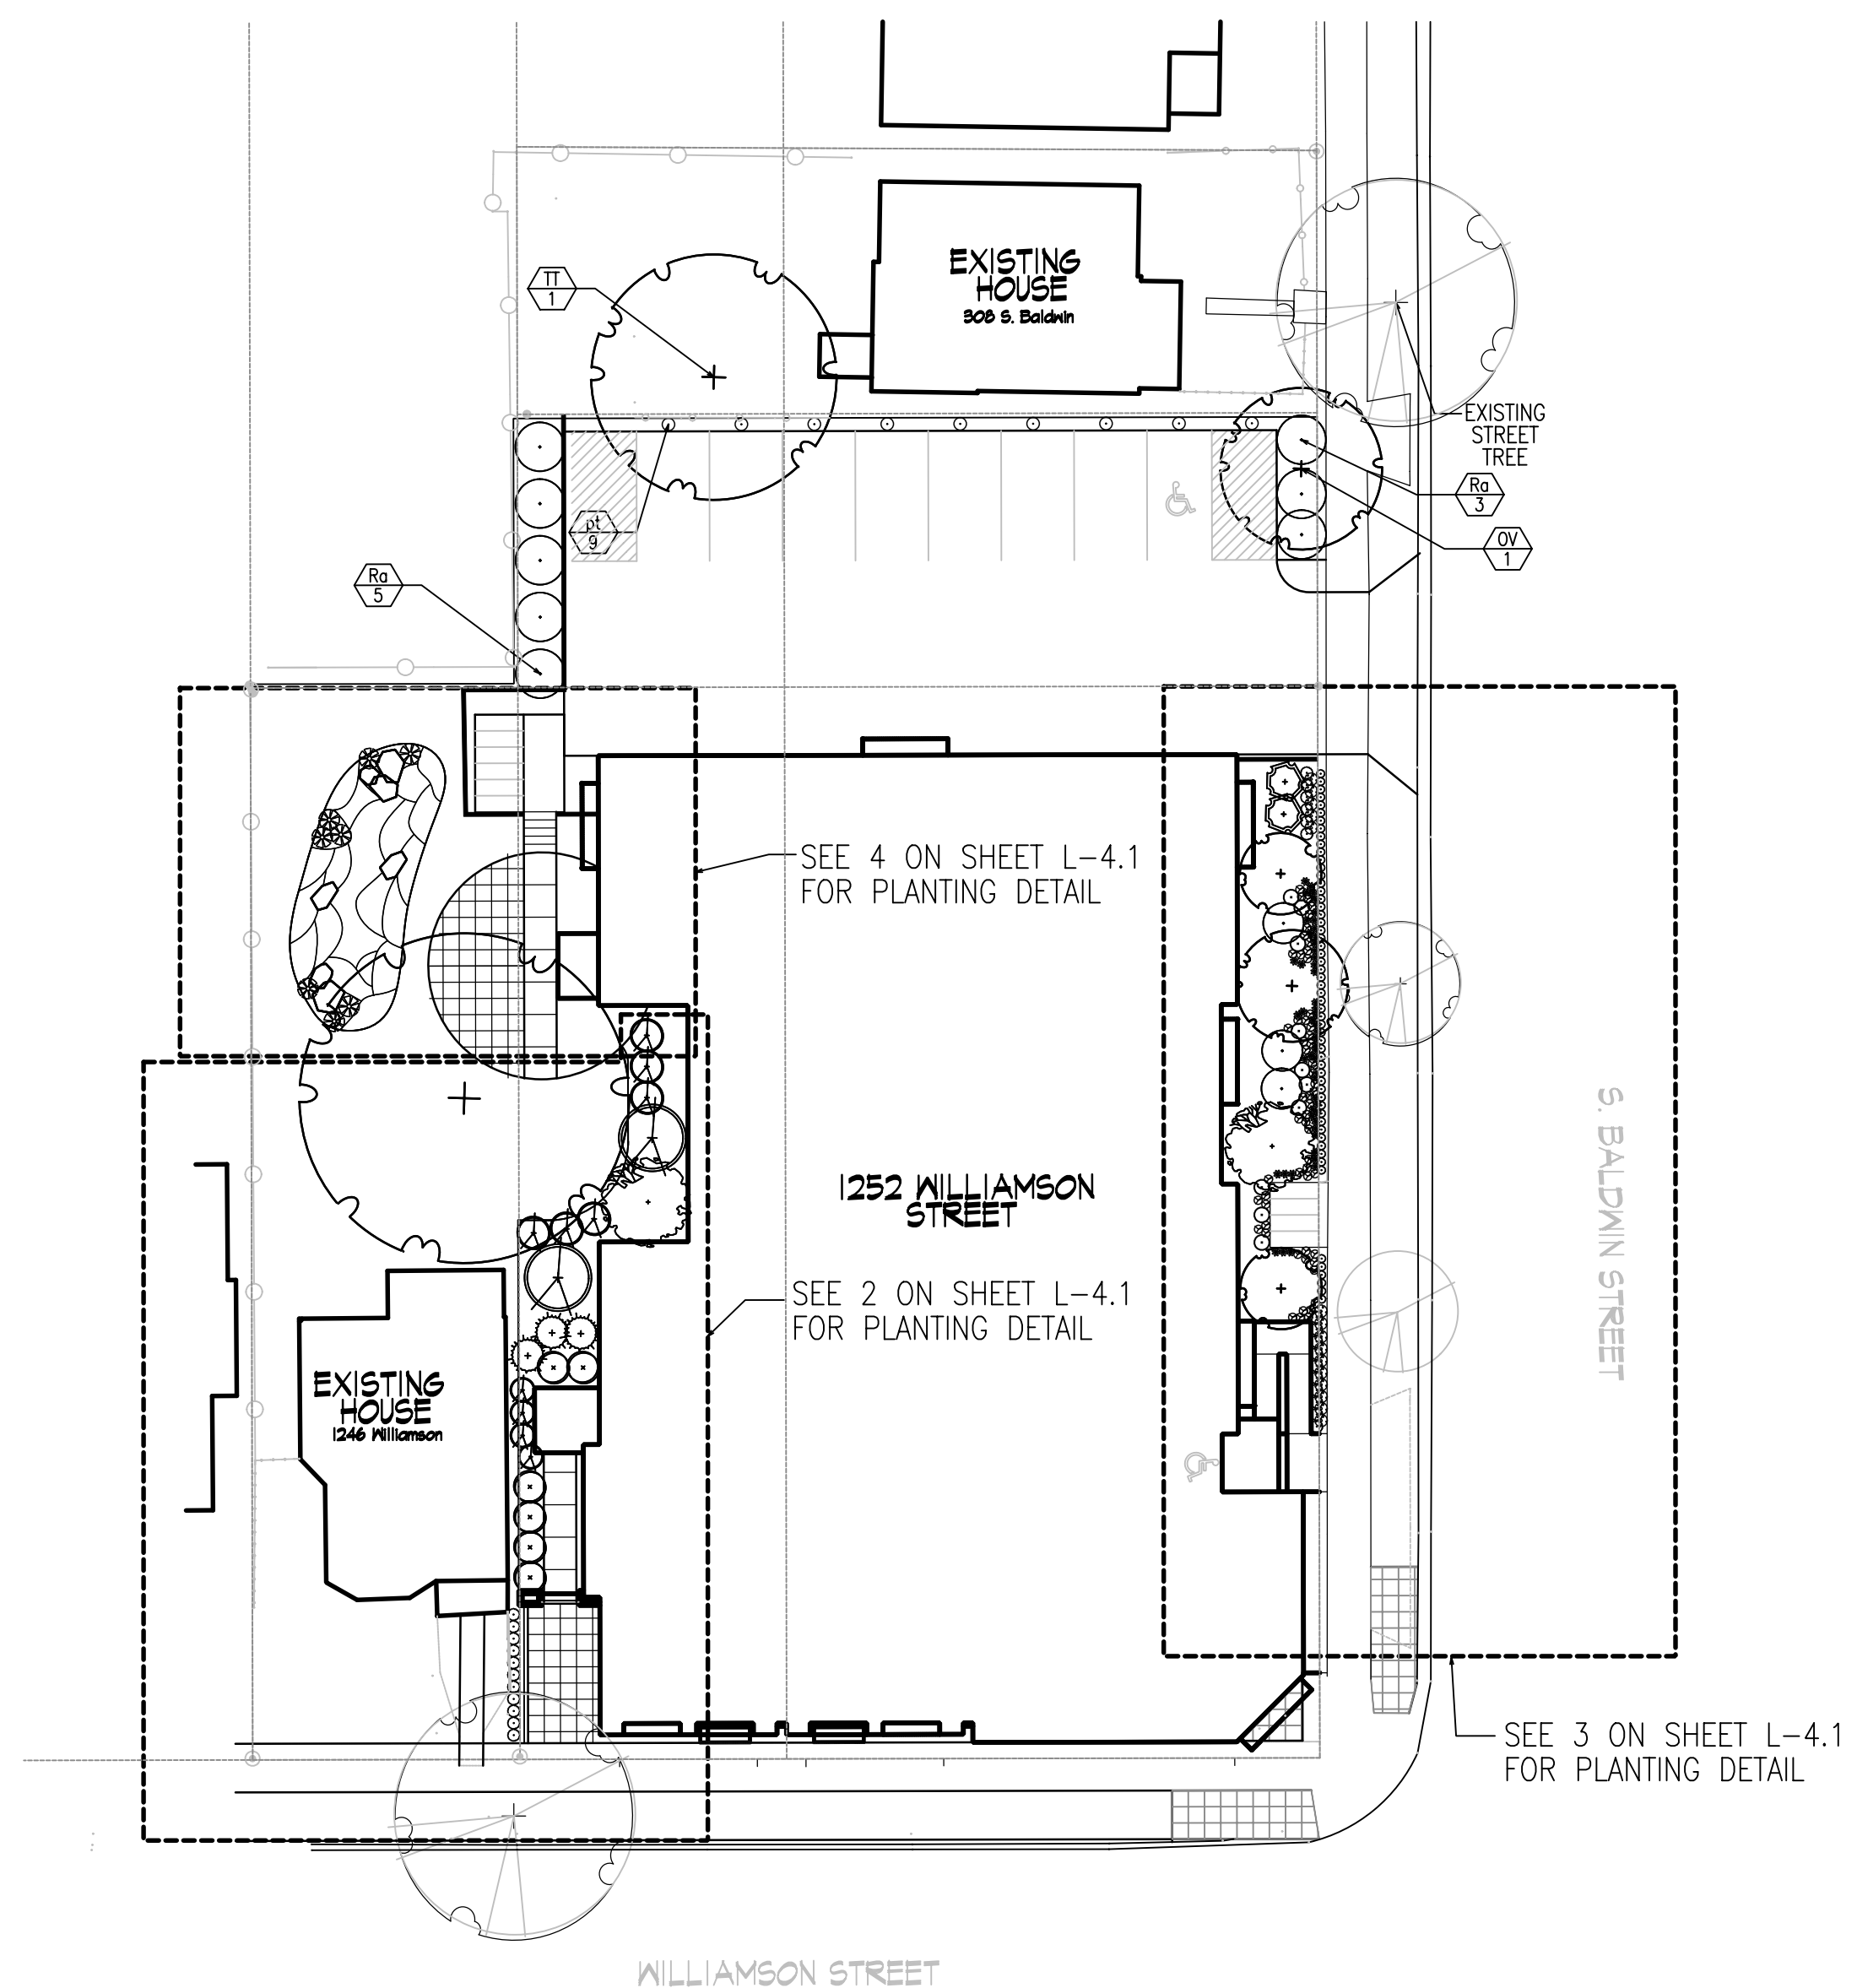 EXISTING
HOUSE
308 S. Baldwin
TT
1
EXISTING
STREET
TREE
Ra
3
pt
9
OV
1
Ra
5
SEE 4 ON SHEET L-4.1
FOR PLANTING DETAIL
S. BALDWIN STREET
1252 WILLIAMSON
STREET
SEE 2 ON SHEET L-4.1
FOR PLANTING DETAIL
EXISTING
HOUSE
1246 Williamson
SEE 3 ON SHEET L-4.1
FOR PLANTING DETAIL
WILLIAMSON STREET